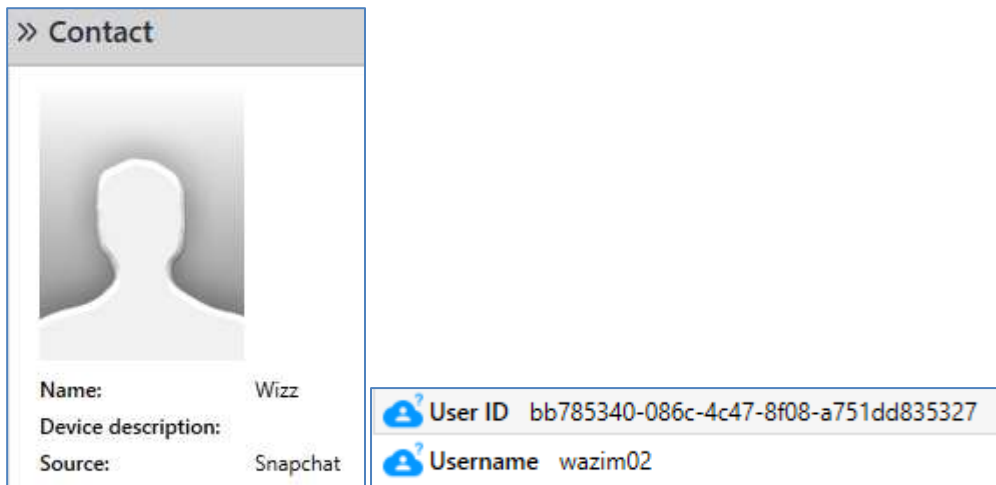 » Contact
Name: Wizz
Device description:
Source: Snapchat
User ID bb785340-086c-4c47-8f08-a751dd835327
Username wazim02